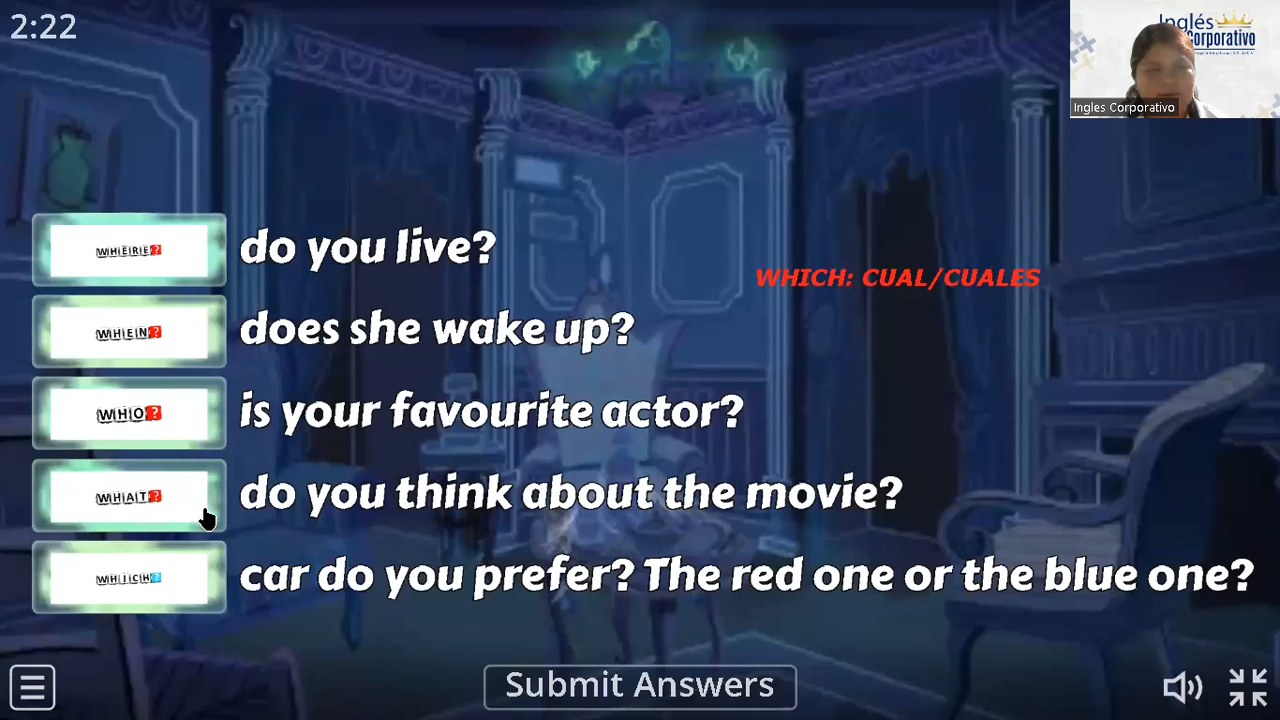 2:22
Inglés
Corporativo
Ingles Corporativo
WHERE? do you live?
WHICH: CUAL/CUALES
WHEN? does she wake up?
WHO? is your favourite actor?
WHAT? do you think about the movie?
WHICH? car do you prefer? The red one or the blue one?
Submit Answers